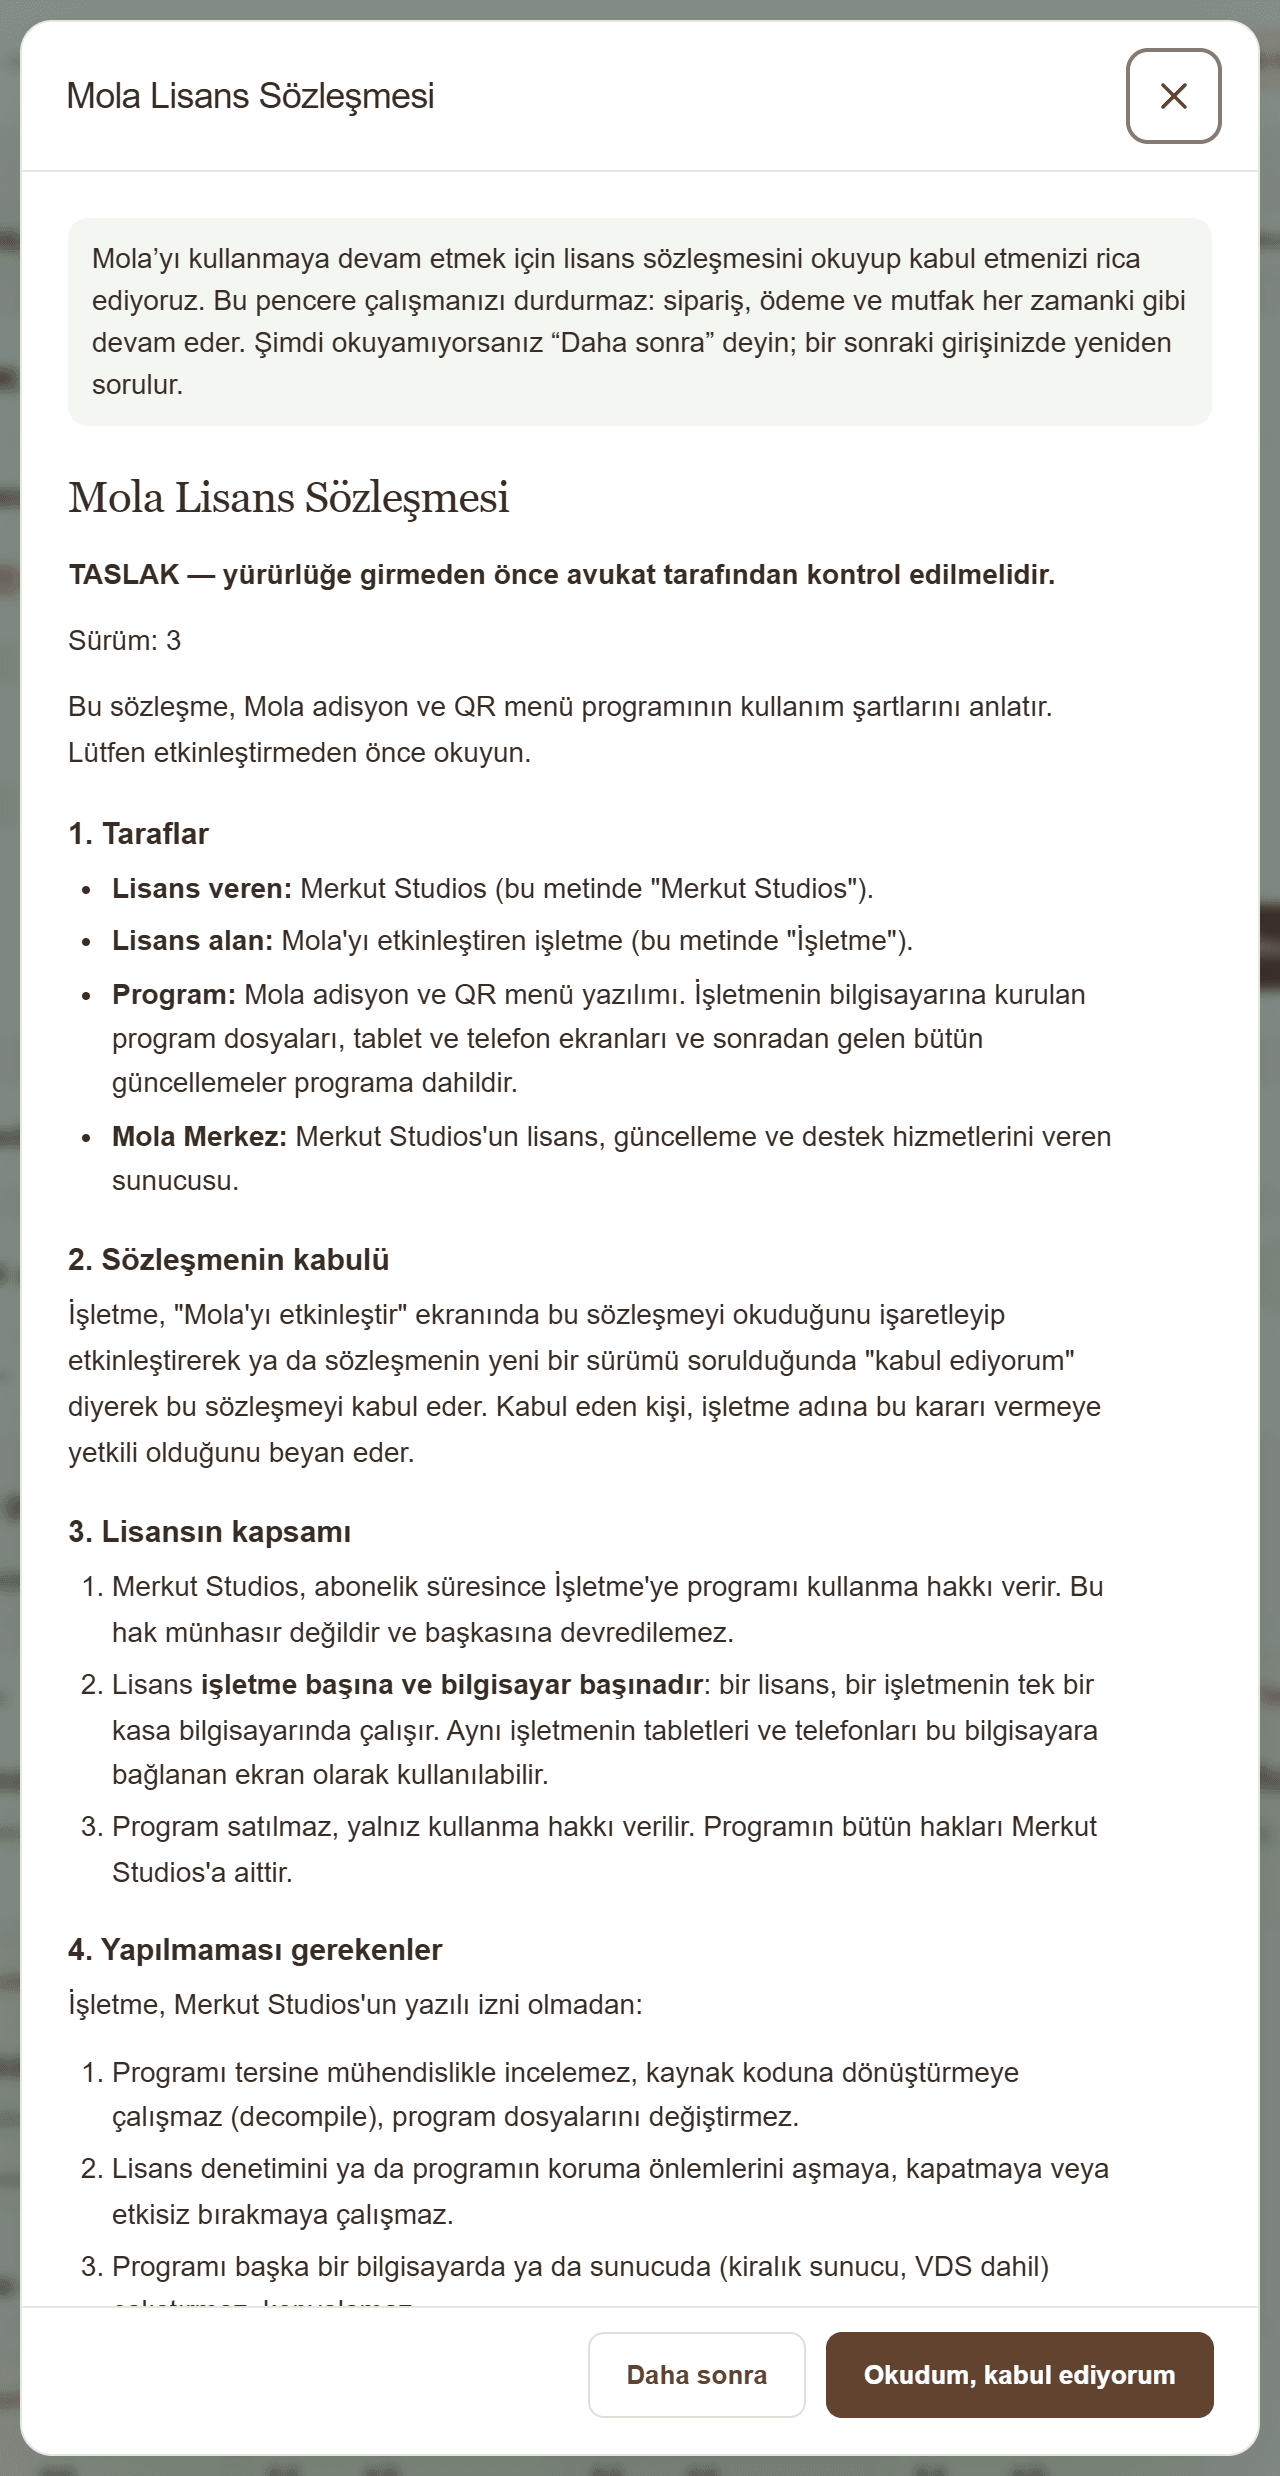 Mola Lisans Sözleşmesi
Mola’yı kullanmaya devam etmek için lisans sözleşmesini okuyup kabul etmenizi rica
ediyoruz. Bu pencere çalışmanızı durdurmaz: sipariş, ödeme ve mutfak her zamanki gibi
devam eder. Şimdi okuyamıyorsanız “Daha sonra” deyin; bir sonraki girişinizde yeniden
sorulur.
Mola Lisans Sözleşmesi
TASLAK — yürürlüğe girmeden önce avukat tarafından kontrol edilmelidir.
Sürüm: 3
Bu sözleşme, Mola adisyon ve QR menü programının kullanım şartlarını anlatır.
Lütfen etkinleştirmeden önce okuyun.
1. Taraflar
• Lisans veren: Merkut Studios (bu metinde "Merkut Studios").
• Lisans alan: Mola'yı etkinleştiren işletme (bu metinde "İşletme").
• Program: Mola adisyon ve QR menü yazılımı. İşletmenin bilgisayarına kurulan
program dosyaları, tablet ve telefon ekranları ve sonradan gelen bütün
güncellemeler programa dahildir.
• Mola Merkez: Merkut Studios'un lisans, güncelleme ve destek hizmetlerini veren
sunucusu.
2. Sözleşmenin kabulü
İşletme, "Mola'yı etkinleştir" ekranında bu sözleşmeyi okuduğunu işaretleyip
etkinleştirerek ya da sözleşmenin yeni bir sürümü sorulduğunda "kabul ediyorum"
diyerek bu sözleşmeyi kabul eder. Kabul eden kişi, işletme adına bu kararı vermeye
yetkili olduğunu beyan eder.
3. Lisansın kapsamı
1. Merkut Studios, abonelik süresince İşletme'ye programı kullanma hakkı verir. Bu
hak münhasır değildir ve başkasına devredilemez.
2. Lisans işletme başına ve bilgisayar başınadır: bir lisans, bir işletmenin tek bir
kasa bilgisayarında çalışır. Aynı işletmenin tabletleri ve telefonları bu bilgisayara
bağlanan ekran olarak kullanılabilir.
3. Program satılmaz, yalnız kullanma hakkı verilir. Programın bütün hakları Merkut
Studios'a aittir.
4. Yapılmaması gerekenler
İşletme, Merkut Studios'un yazılı izni olmadan:
1. Programı tersine mühendislikle incelemez, kaynak koduna dönüştürmeye
çalışmaz (decompile), program dosyalarını değiştirmez.
2. Lisans denetimini ya da programın koruma önlemlerini aşmaya, kapatmaya veya
etkisiz bırakmaya çalışmaz.
3. Programı başka bir bilgisayarda ya da sunucuda (kiralık sunucu, VDS dahil)
Daha sonra
Okudum, kabul ediyorum